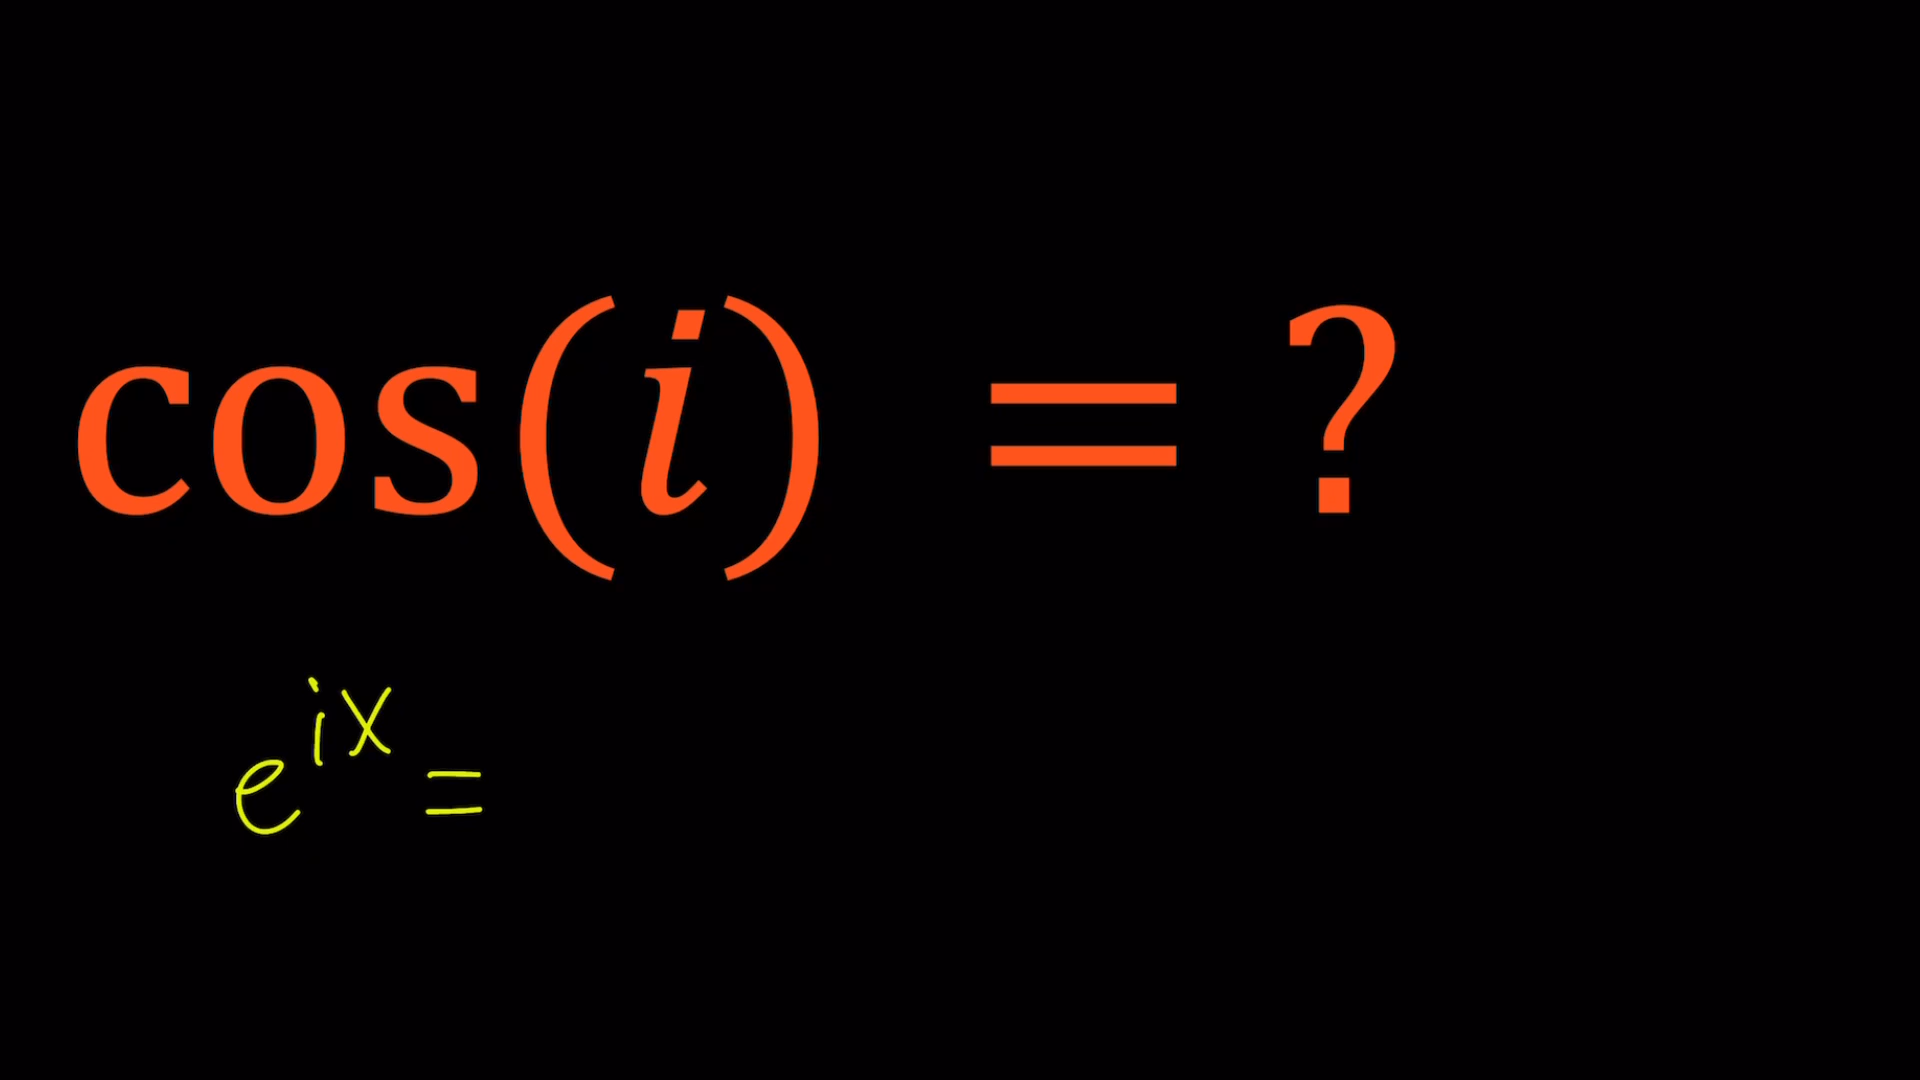 cos(i) = ?
e^{ix} =